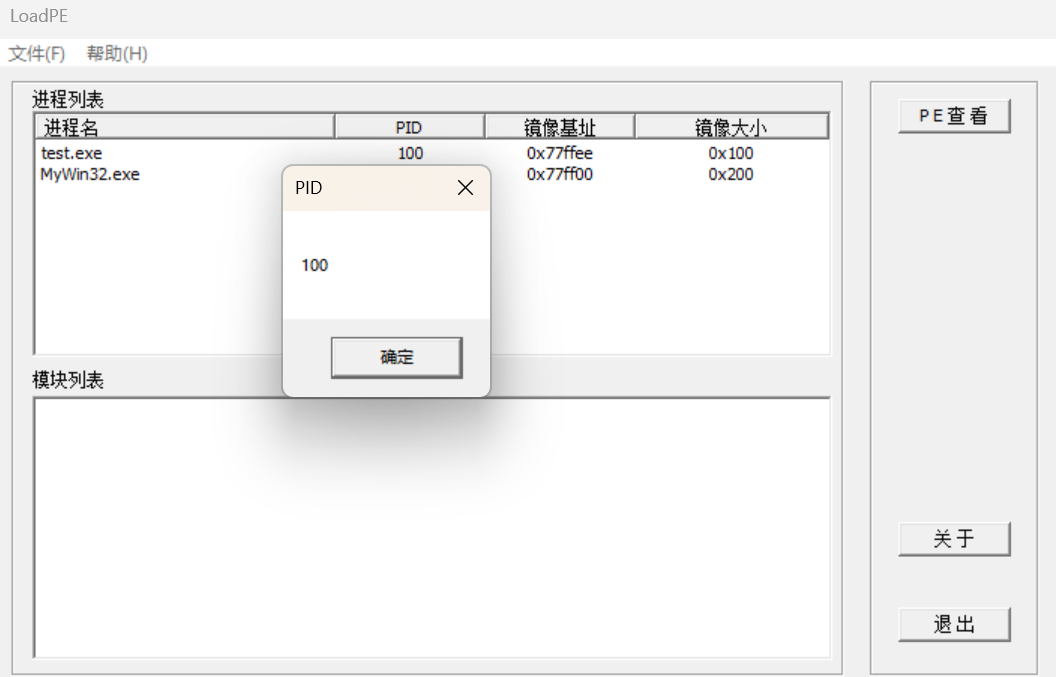 LoadPE
文件(F) 帮助(H)
进程列表
进程名 PID 镜像基址 镜像大小
test.exe 100 0x77ffee 0x100
MyWin32.exe 0x77ff00 0x200
PID
100
确定
模块列表
PE查看
关于
退出